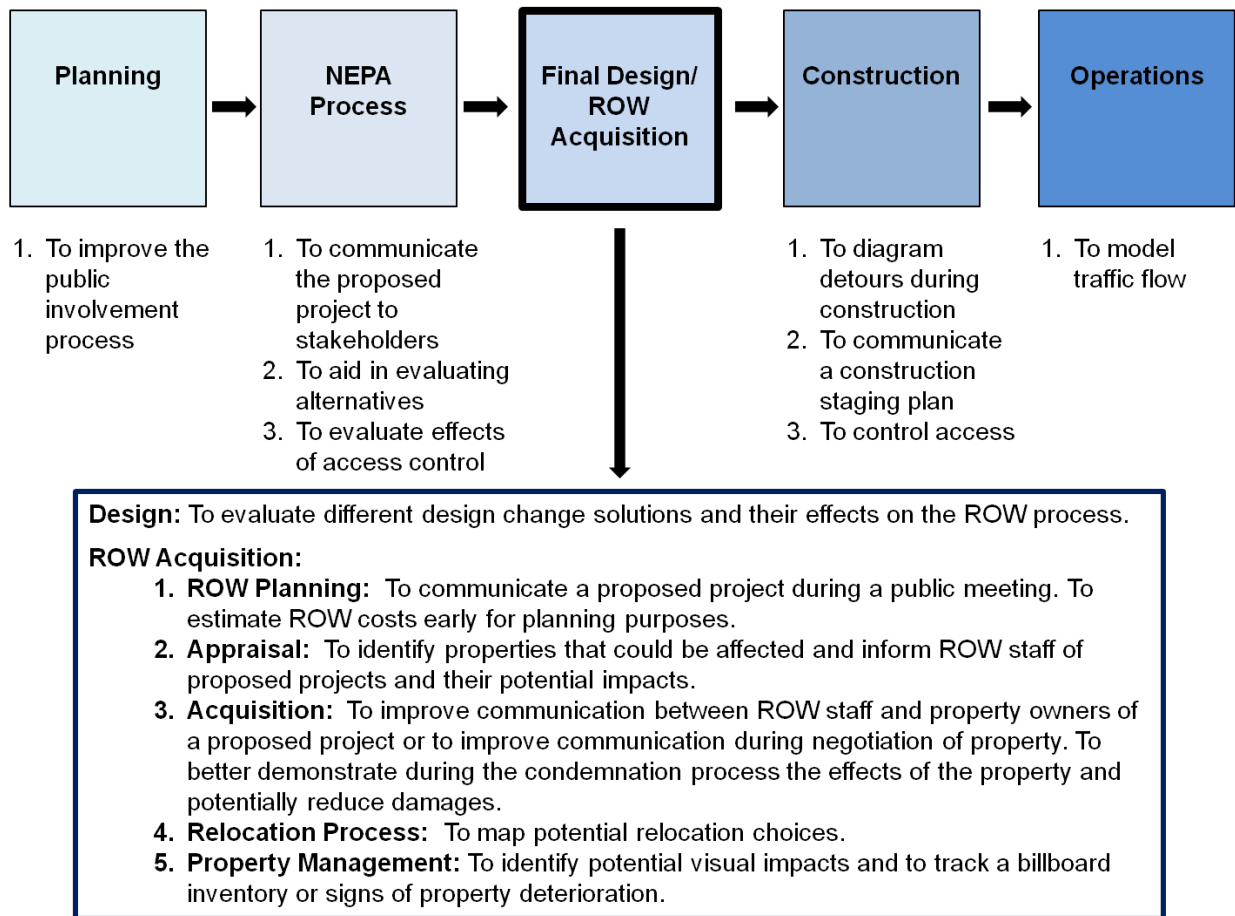 Planning
NEPA
Process
Final Design/
ROW
Acquisition
Construction
Operations
1. To improve the
public
involvement
process
1. To communicate
the proposed
project to
stakeholders
2. To aid in evaluating
alternatives
3. To evaluate effects
of access control
1. To diagram
detours during
construction
2. To communicate
a construction
staging plan
3. To control access
1. To model
traffic flow
Design: To evaluate different design change solutions and their effects on the ROW process.
ROW Acquisition:
1. ROW Planning: To communicate a proposed project during a public meeting. To
estimate ROW costs early for planning purposes.
2. Appraisal: To identify properties that could be affected and inform ROW staff of
proposed projects and their potential impacts.
3. Acquisition: To improve communication between ROW staff and property owners of
a proposed project or to improve communication during negotiation of property. To
better demonstrate during the condemnation process the effects of the property and
potentially reduce damages.
4. Relocation Process: To map potential relocation choices.
5. Property Management: To identify potential visual impacts and to track a billboard
inventory or signs of property deterioration.